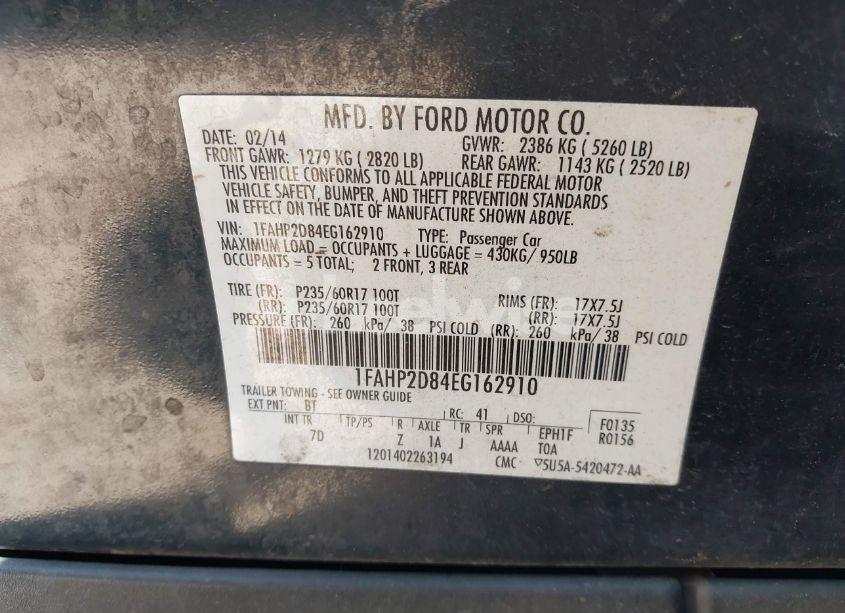 MFD. BY FORD MOTOR CO.
DATE: 02/14 GVWR: 2386 KG ( 5260 LB)
FRONT GAWR: 1279 KG ( 2820 LB) REAR GAWR: 1143 KG ( 2520 LB)
THIS VEHICLE CONFORMS TO ALL APPLICABLE FEDERAL MOTOR
VEHICLE SAFETY, BUMPER, AND THEFT PREVENTION STANDARDS
IN EFFECT ON THE DATE OF MANUFACTURE SHOWN ABOVE.
VIN: 1FAHP2D84EG162910 TYPE: Passenger Car
MAXIMUM LOAD = OCCUPANTS + LUGGAGE = 430KG/ 950LB
OCCUPANTS = 5 TOTAL; 2 FRONT, 3 REAR
TIRE (FR): P235/60R17 100T RIMS (FR): 17X7.5J
(RR): P235/60R17 100T (RR): 17X7.5J
PRESSURE (FR): 260 kPa/ 38 PSI COLD (RR): 260 kPa/38 PSI COLD
1FAHP2D84EG162910
TRAILER TOWING - SEE OWNER GUIDE
EXT PNT: BT RC: 41 DSO: F0135
INT TR TP/PS R AXLE TR SPR EPH1F R0156
7D Z 1A J AAAA TOA
1201402263194 CMC ▽5U5A-5420472-AA